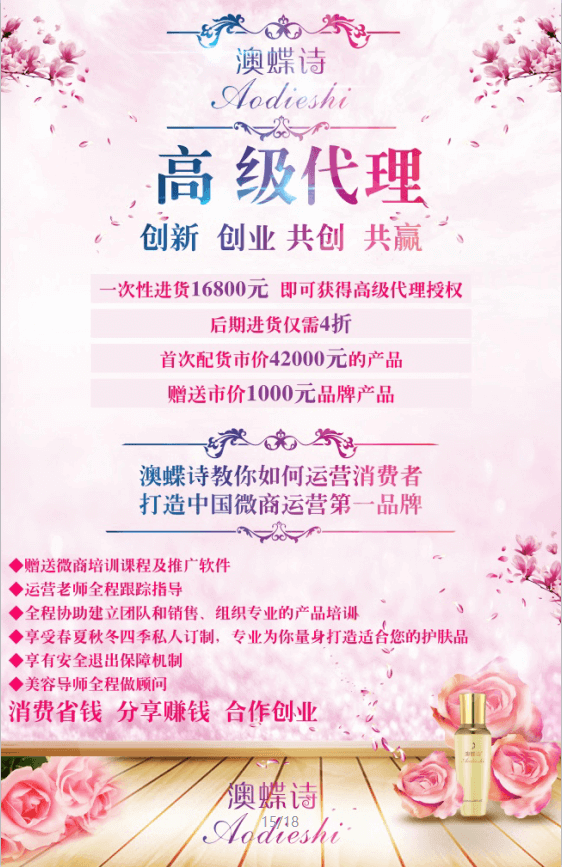 澳蝶诗
Aodieshi
高级代理
创新 创业 共创 共赢
一次性进货16800元 即可获得高级代理授权
后期进货仅需4折
首次配货市价42000元的产品
赠送市价1000元品牌产品
澳蝶诗教你如何运营消费者
打造中国微商运营第一品牌
◆赠送微商培训课程及推广软件
◆运营老师全程跟踪指导
◆全程协助建立团队和销售、组织专业的产品培训
◆享受春夏秋冬四季私人订制，专业为你量身打造适合您的护肤品
◆享有安全退出保障机制
◆美容导师全程做顾问
消费省钱 分享赚钱 合作创业
澳蝶诗
Aodieshi
澳蝶诗
15/18
Aodieshi